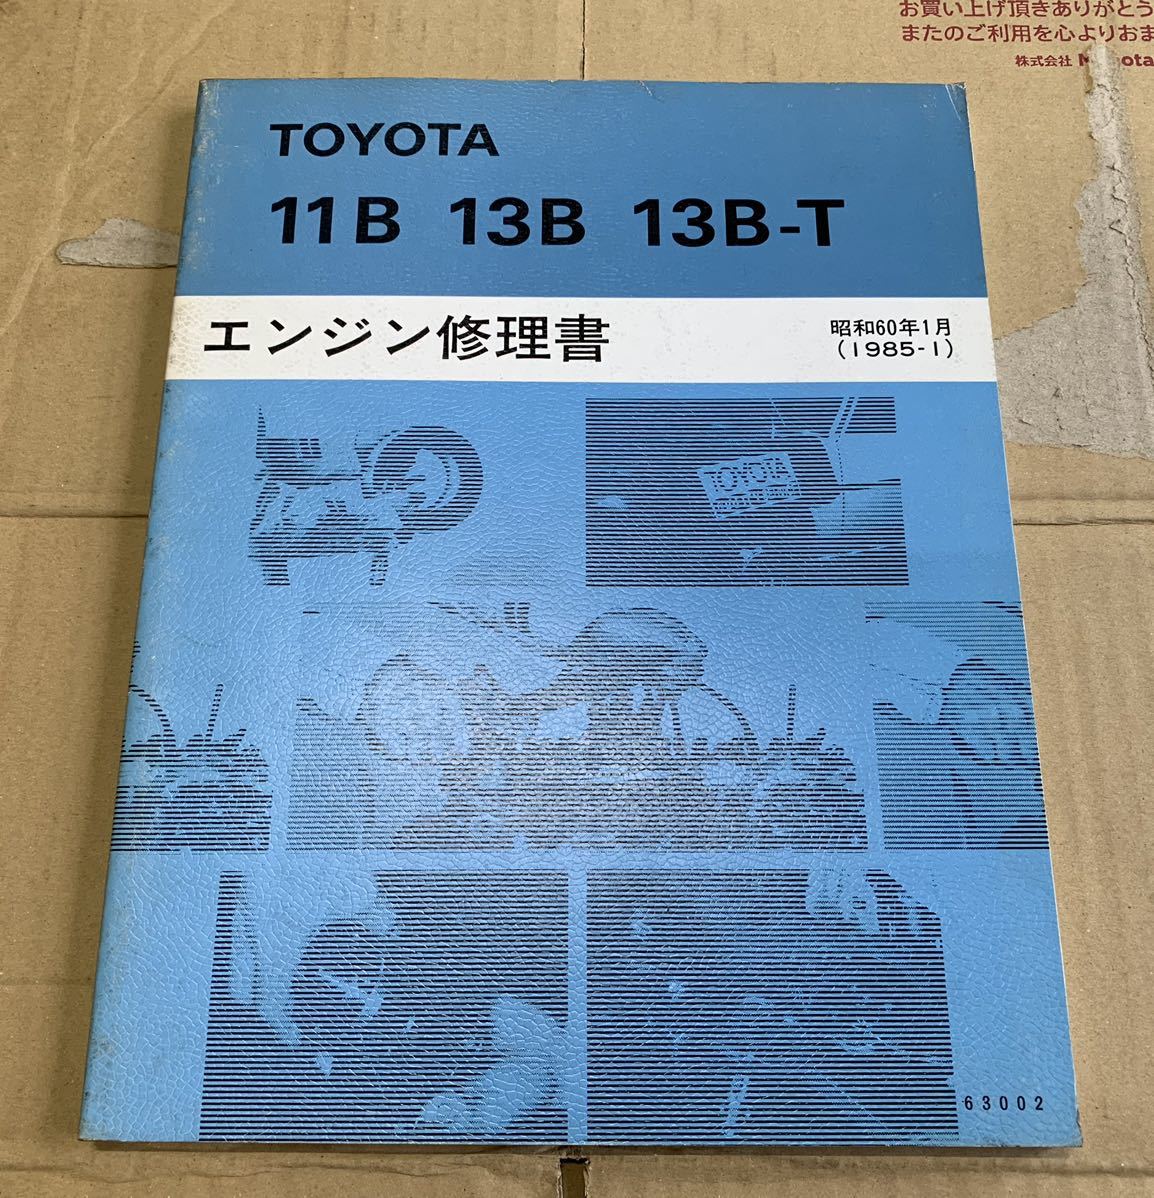 お買い上げ頂きありがとう
またのご利用を心よりおま
株式会社
TOYOTA
11B 13B 13B-T
エンジン修理書
昭和60年1月
(1985-1)
TOYOTA
63002